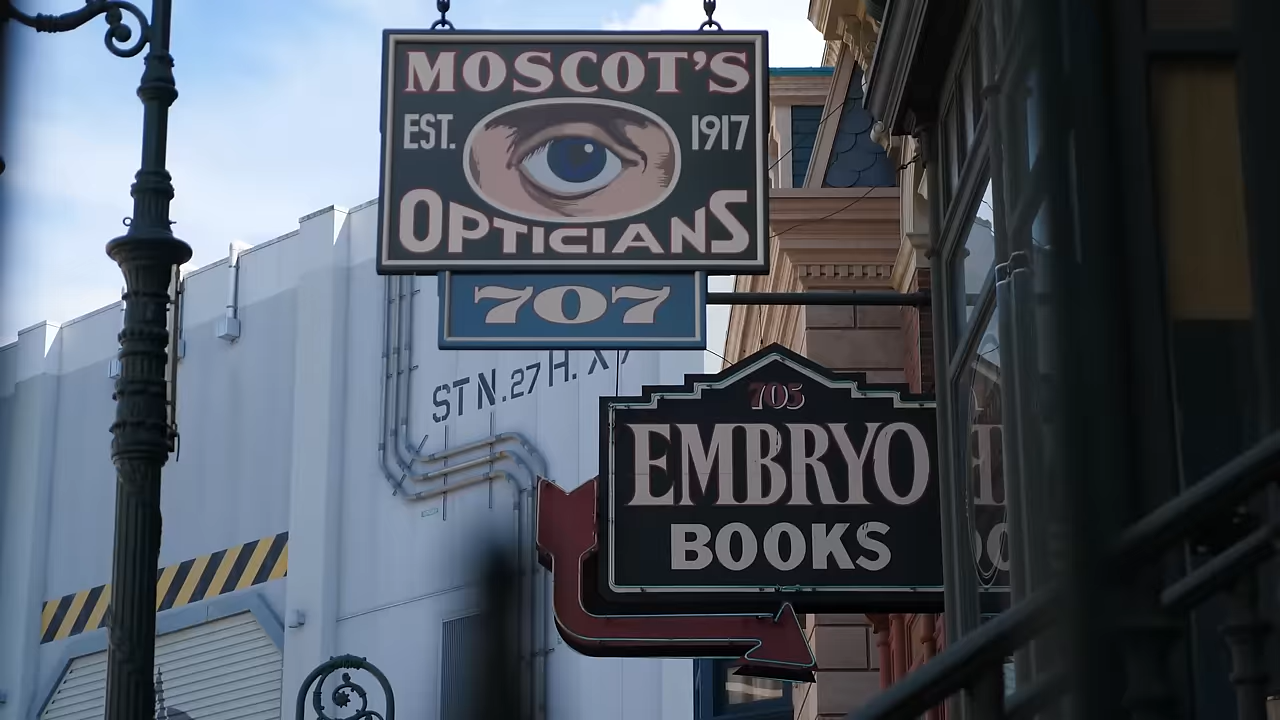 MOSCOT'S
EST. 1917
OPTICIANS
707
STN.27 H.
705
EMBRYO
BOOKS